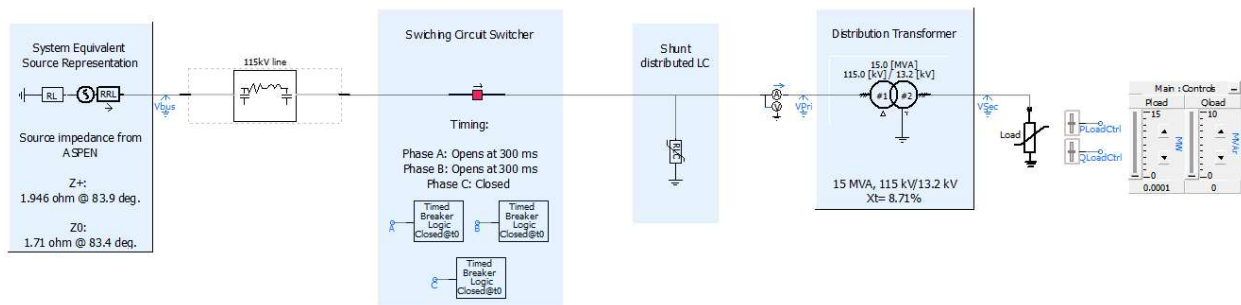 System Equivalent
Source Representation
RL
RRL
Vbus
Source impedance from
ASPEN
Z+:
1.946 ohm @ 83.9 deg.
Z0:
1.71 ohm @ 83.4 deg.
115kV line
Swiching Circuit Switcher
Timing:
Phase A: Opens at 300 ms
Phase B: Opens at 300 ms
Phase C: Closed
A
Timed
Breaker
Logic
Closed@t0
B
Timed
Breaker
Logic
Closed@t0
C
Timed
Breaker
Logic
Closed@t0
Shunt
distributed LC
RLC
A
V
VPri
Distribution Transformer
15.0 [MVA]
115.0 [kV] / 13.2 [kV]
#1
#2
VSec
15 MVA, 115 kV/13.2 kV
Xt= 8.71%
Load
PLoadCtrl
QLoadCtrl
Main : Controls
Pload
Qload
15
0
MW
10
0
MVAr
0.0001
0